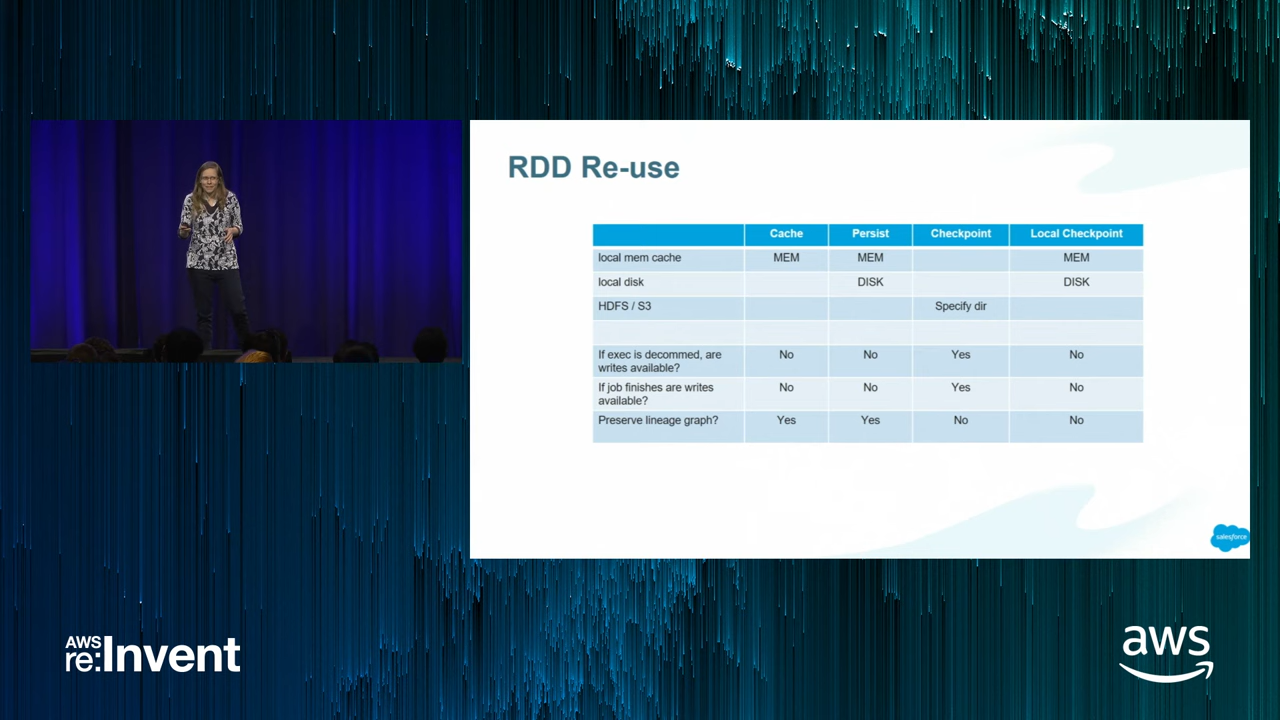 RDD Re-use
Cache Persist Checkpoint Local Checkpoint
local mem cache MEM MEM MEM
local disk DISK DISK
HDFS / S3 Specify dir
If exec is decommed, are writes available? No No Yes No
If job finishes are writes available? No No Yes No
Preserve lineage graph? Yes Yes No No
salesforce
AWS
re:Invent
aws